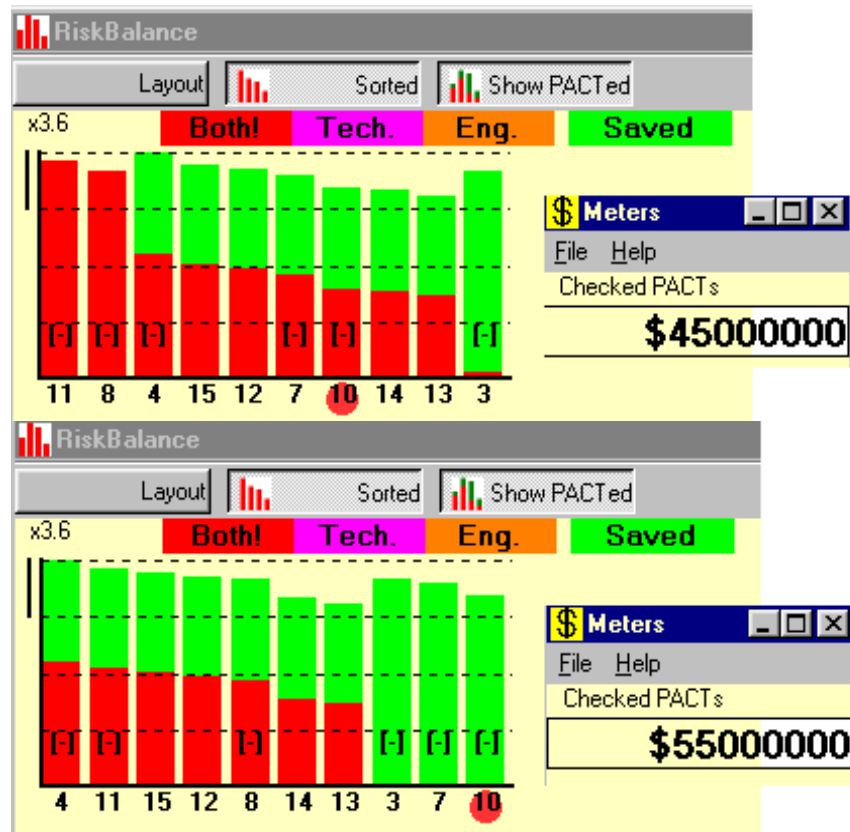 RiskBalance
Layout Sorted Show PACTed
x3.6 Both! Tech. Eng. Saved
$ Meters
File Help
Checked PACTs
$45000000
[-] [-] [-] [-] [-] [-]
11 8 4 15 12 7 10 14 13 3
RiskBalance
Layout Sorted Show PACTed
x3.6 Both! Tech. Eng. Saved
$ Meters
File Help
Checked PACTs
$55000000
[-] [-] [-] [-] [-] [-]
4 11 15 12 8 14 13 3 7 10